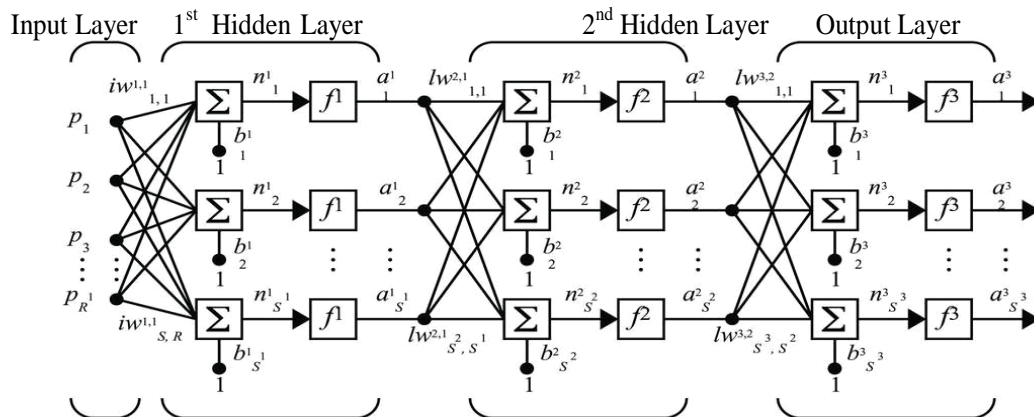 Input Layer 1st Hidden Layer 2nd Hidden Layer Output Layer
iw1,1 1,1 n1 1 a1 1 lw2,1 1,1 n2 1 a2 1 lw3,2 1,1 n3 1 a3 1
p1 Σ f1 Σ f2 Σ f3
b1 1 b2 1 b3 1
1 1 1
p2 n1 2 a1 2 n2 2 a2 2 n3 2 a3 2
Σ f1 Σ f2 Σ f3
p3 b1 2 b2 2 b3 2
1 1 1
pR1 n1 S1 a1 S1 n2 S2 a2 S2 n3 S3 a3 S3
Σ f1 Σ f2 Σ f3
iw1,1 S, R lw2,1 S2, S1 lw3,2 S3, S2
b1 S1 b2 S2 b3 S3
1 1 1